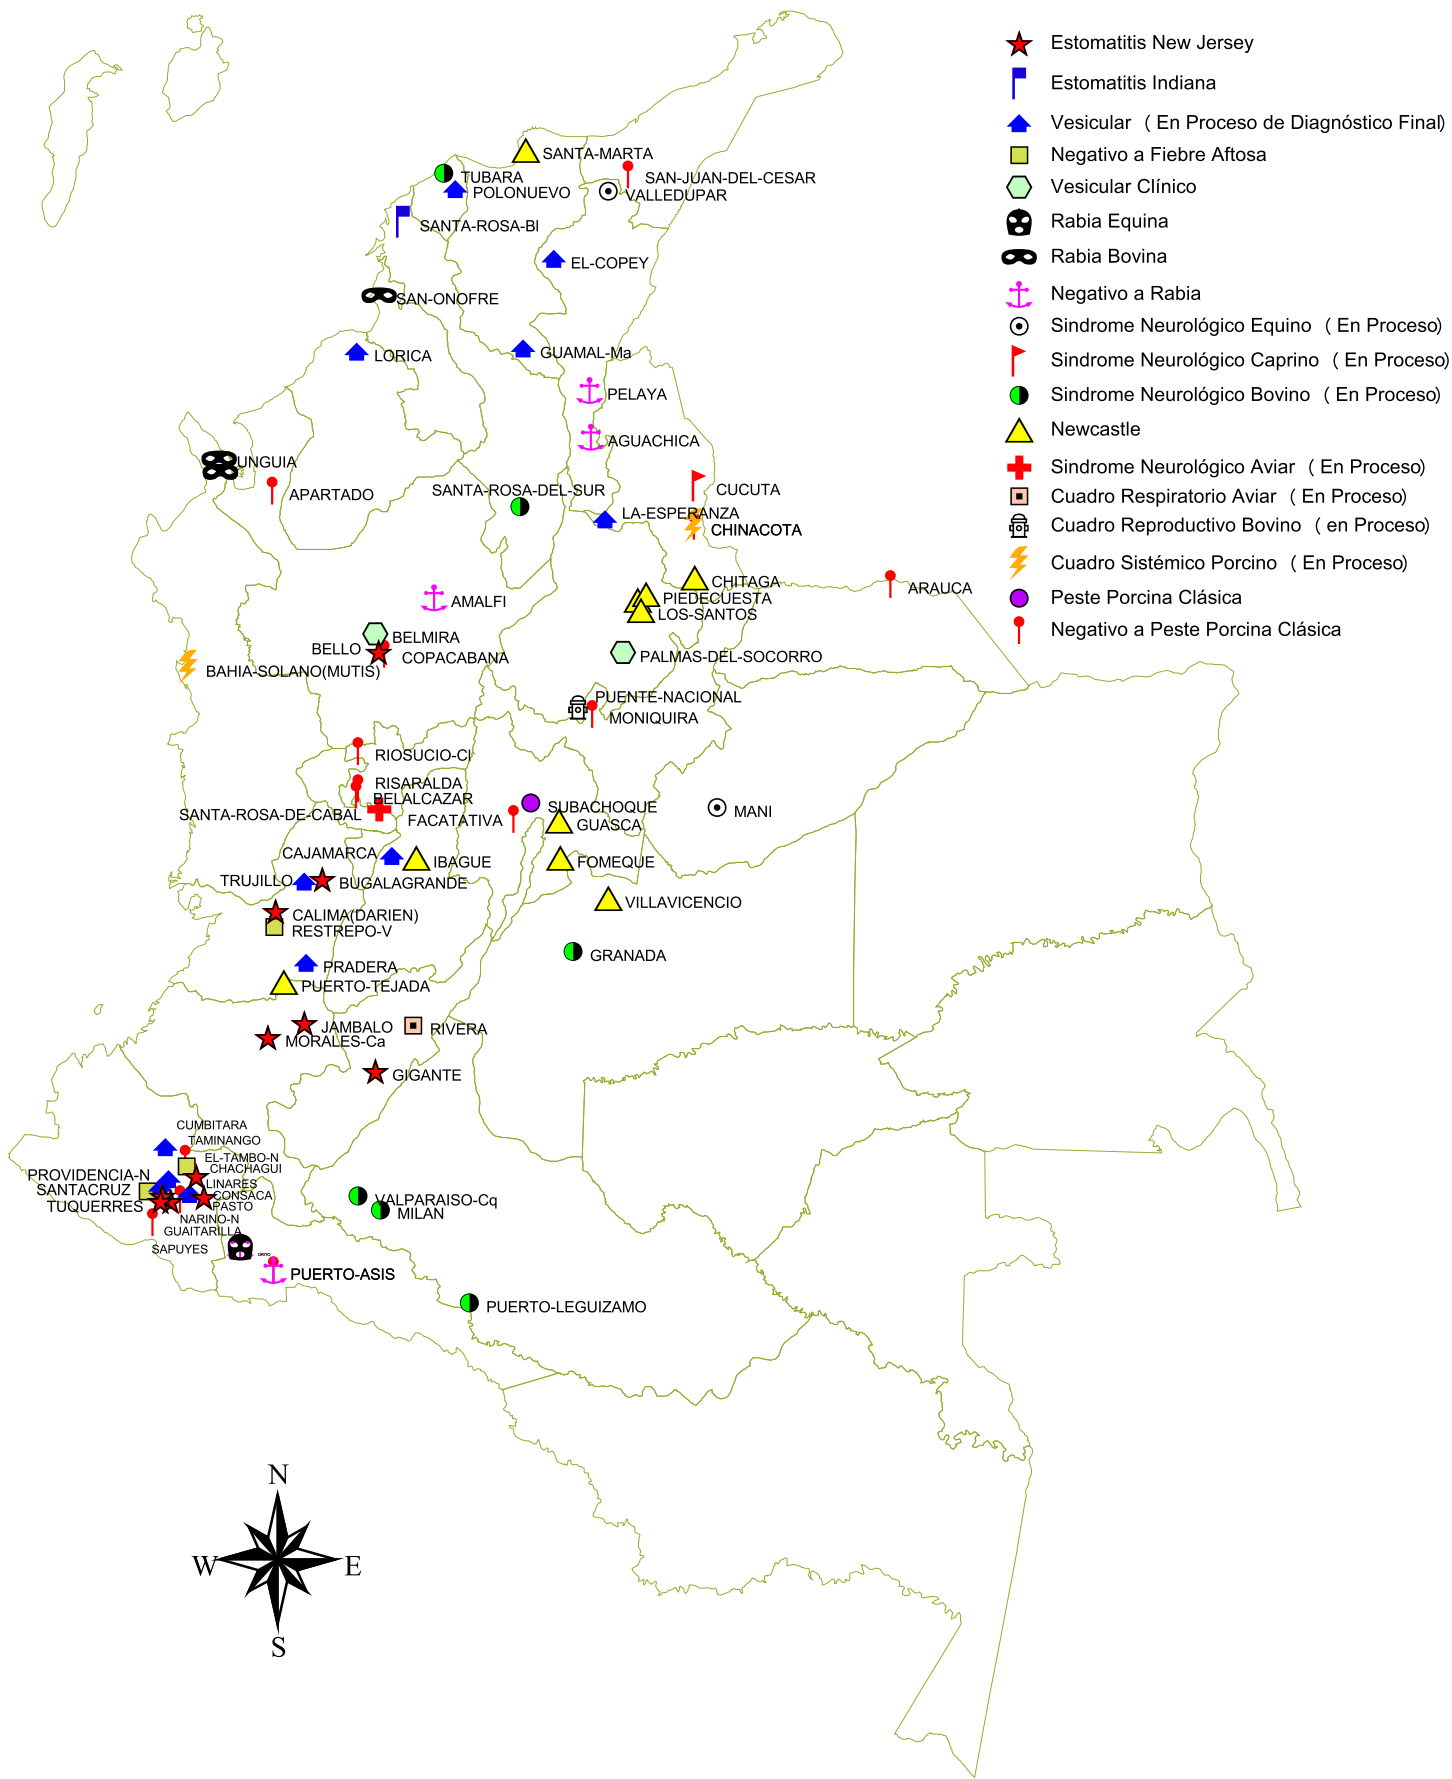 Estomatitis New Jersey
Estomatitis Indiana
Vesicular ( En Proceso de Diagnóstico Final)
Negativo a Fiebre Aftosa
Vesicular Clínico
Rabia Equina
Rabia Bovina
Negativo a Rabia
Sindrome Neurológico Equino ( En Proceso)
Sindrome Neurológico Caprino ( En Proceso)
Sindrome Neurológico Bovino ( En Proceso)
Newcastle
Sindrome Neurológico Aviar ( En Proceso)
Cuadro Respiratorio Aviar ( En Proceso)
Cuadro Reproductivo Bovino ( en Proceso)
Cuadro Sistémico Porcino ( En Proceso)
Peste Porcina Clásica
Negativo a Peste Porcina Clásica
SANTA-MARTA
TUBARA
SAN-JUAN-DEL-CESAR
POLONUEVO
VALLEDUPAR
SANTA-ROSA-Bl
EL-COPEY
SAN-ONOFRE
LORICA
GUAMAL-Ma
PELAYA
AGUACHICA
UNGUIA
APARTADO
SANTA-ROSA-DEL-SUR
CUCUTA
LA-ESPERANZA
CHINACOTA
CHITAGA
ARAUCA
AMALFI
PIEDECUESTA
LOS-SANTOS
BELMIRA
BELLO
COPACABANA
PALMAS-DEL-SOCORRO
BAHIA-SOLANO(MUTIS)
PUENTE-NACIONAL
MONIQUIRA
RIOSUCIO-Cl
RISARALDA
BELALCAZAR
SANTA-ROSA-DE-CABAL
FACATATIVA
SUBACHOQUE
MANI
GUASCA
CAJAMARCA
IBAGUE
FOMEQUE
TRUJILLO
BUGALAGRANDE
VILLAVICENCIO
CALIMA(DARIEN)
RESTREPO-V
GRANADA
PRADERA
PUERTO-TEJADA
JAMBALO
RIVERA
MORALES-Ca
GIGANTE
CUMBITARA
TAMINANGO
EL-TAMBO-N
CHACHAGUI
PROVIDENCIA-N
LINARES
SANTACRUZ
CONSACA
TUQUERRES
PASTO
NARINO-N
GUAITARILLA
SAPUYES
VALPARAISO-Cq
MILAN
ORITO
PUERTO-ASIS
PUERTO-LEGUIZAMO
N
W
E
S